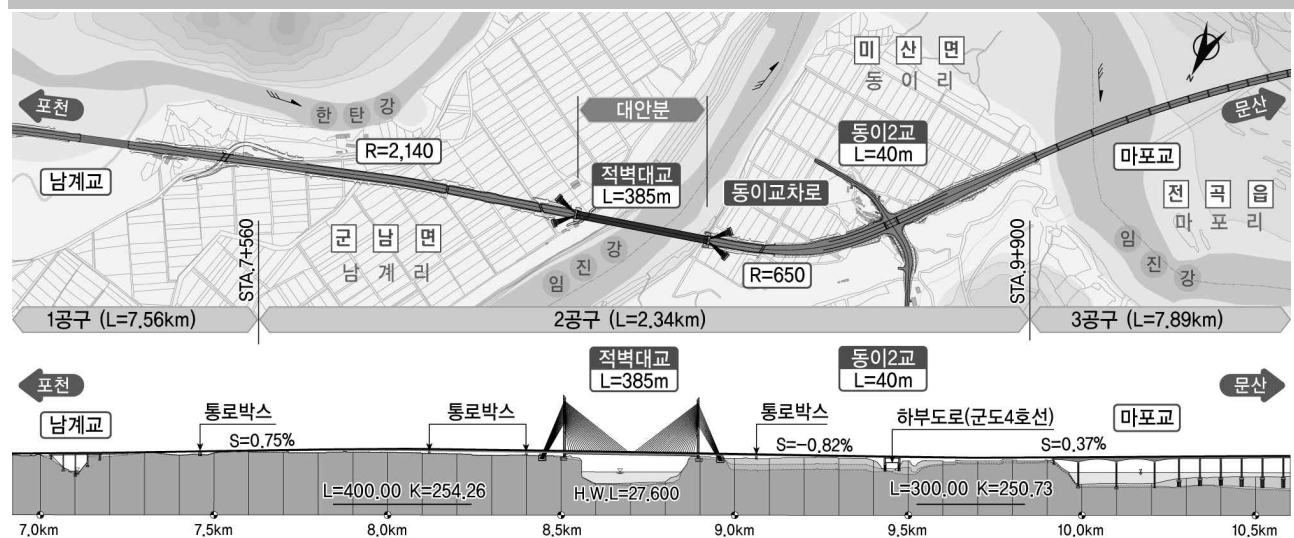 미 산 면
동 이 리
포천
한 탄 강
대안분
문산
R=2,140
적벽대교
L=385m
동이2교
L=40m
남계교
동이교차로
마포교
전 곡 읍
마 포 리
군 남 면
남 계 리
임 진 강
R=650
임 진 강
STA.7+560
STA.9+900
N
1공구 (L=7.56km)
2공구 (L=2.34km)
3공구 (L=7.89km)
적벽대교
L=385m
동이2교
L=40m
포천
문산
남계교
통로박스
통로박스
통로박스
하부도로(군도4호선)
마포교
S=0.75%
S=-0.82%
S=0.37%
L=400.00 K=254.26
H.W.L=27.600
L=300.00 K=250.73
7.0km
7.5km
8.0km
8.5km
9.0km
9.5km
10.0km
10.5km